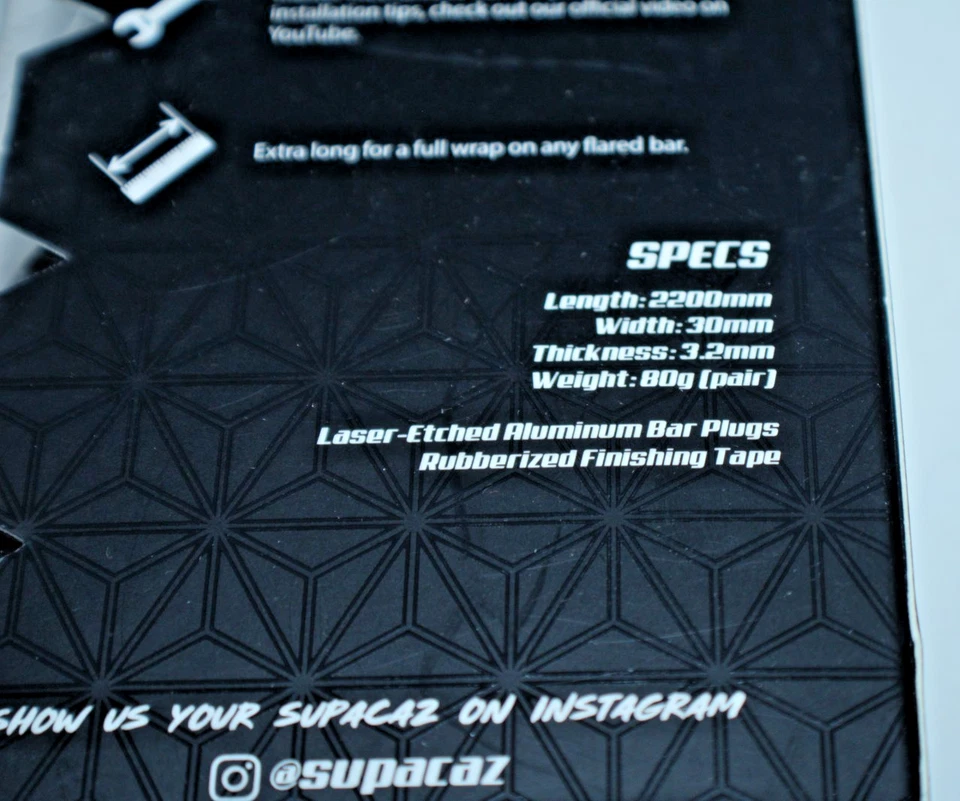 installation tips, check out our official video on
YouTube.
Extra long for a full wrap on any flared bar.
SPECS
Length: 2200mm
Width: 30mm
Thickness: 3.2mm
Weight: 80g (pair)
Laser-Etched Aluminum Bar Plugs
Rubberized Finishing Tape
SHOW US YOUR SUPACAZ ON INSTAGRAM
@supacaz